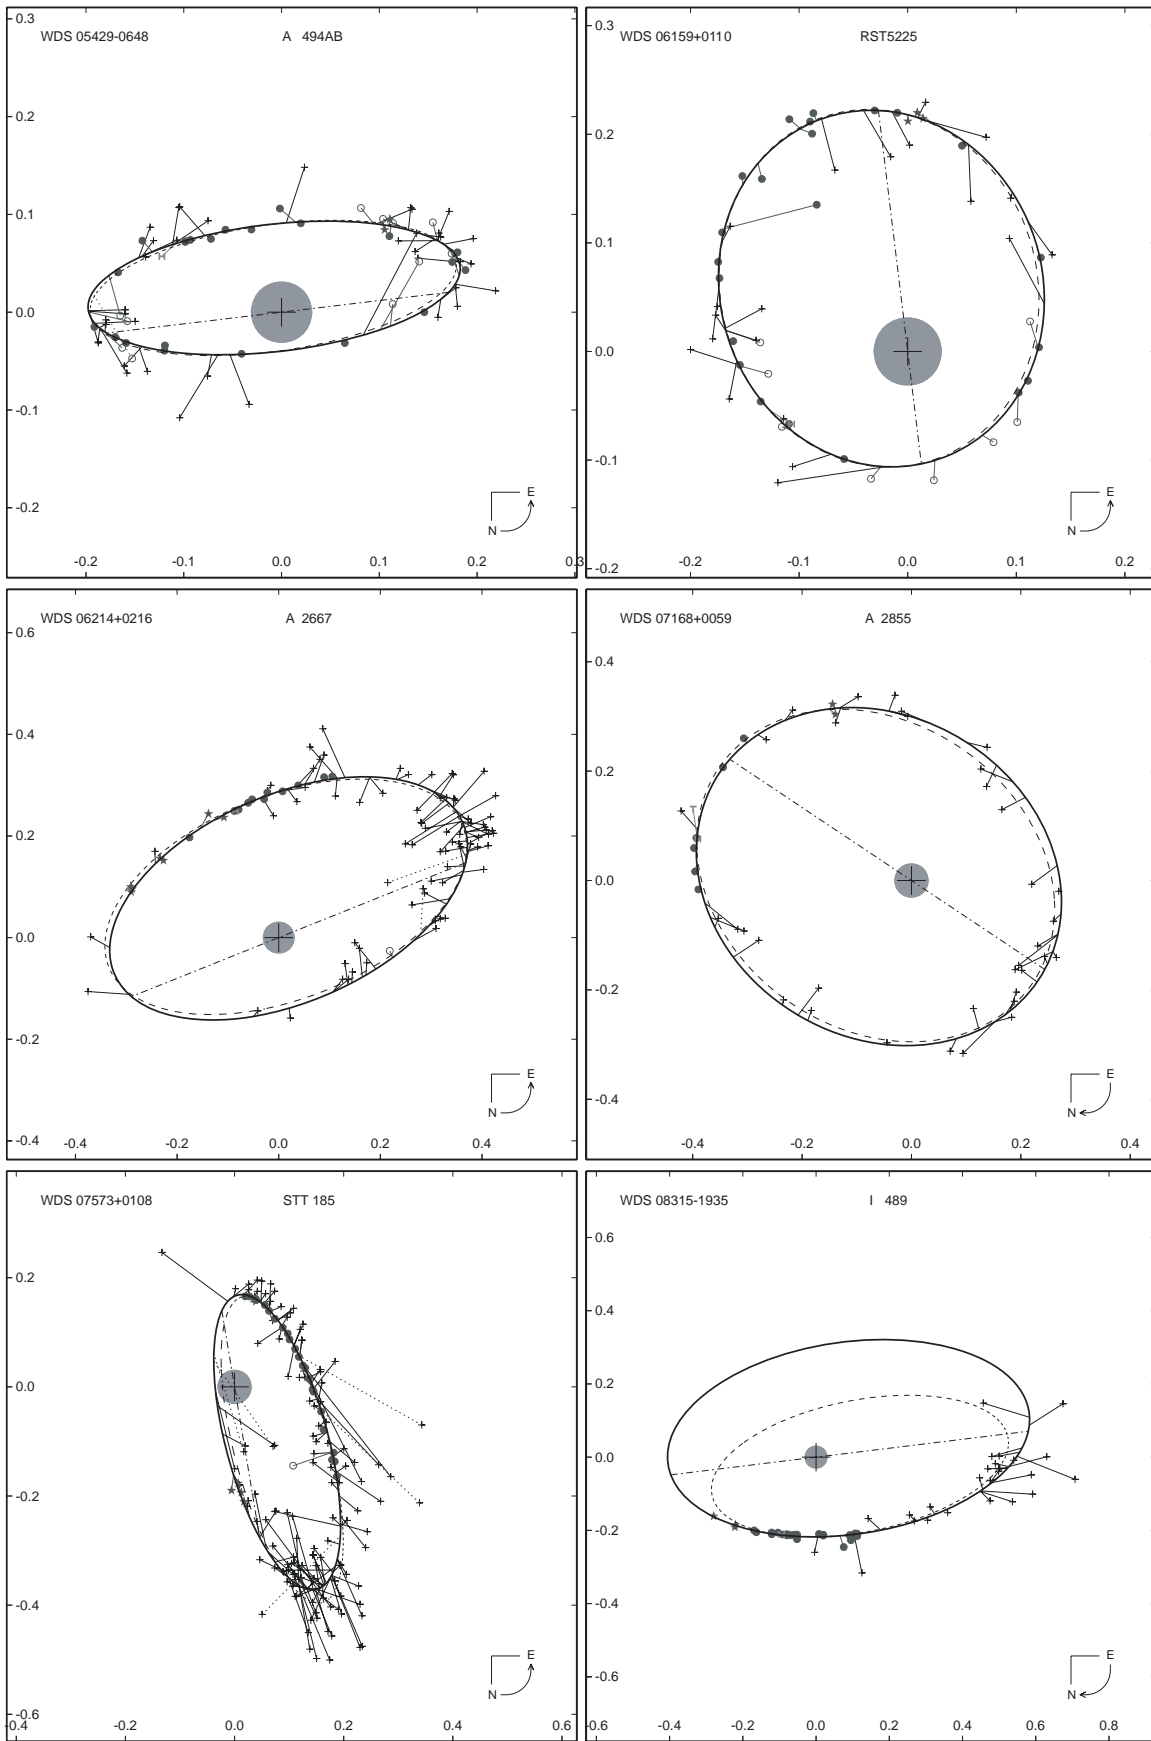 0.3
WDS 05429-0648 A 494AB
0.2
0.1
0.0
-0.1
E
-0.2
N
-0.2 -0.1 0.0 0.1 0.2 0.3
0.3
WDS 06159+0110 RST5225
0.2
0.1
0.0
-0.1
E
N
-0.2
-0.2 -0.1 0.0 0.1 0.2
WDS 06214+0216 A 2667
0.6
0.4
0.2
0.0
-0.2
E
N
-0.4
-0.4 -0.2 0.0 0.2 0.4
WDS 07168+0059 A 2855
0.4
0.2
0.0
-0.2
E
-0.4
N
-0.4 -0.2 0.0 0.2 0.4
WDS 07573+0108 STT 185
0.2
0.0
-0.2
-0.4
E
N
-0.6
-0.4 -0.2 0.0 0.2 0.4 0.6
WDS 08315-1935 I 489
0.6
0.4
0.2
0.0
-0.2
-0.4
E
-0.6
N
-0.6 -0.4 -0.2 0.0 0.2 0.4 0.6 0.8